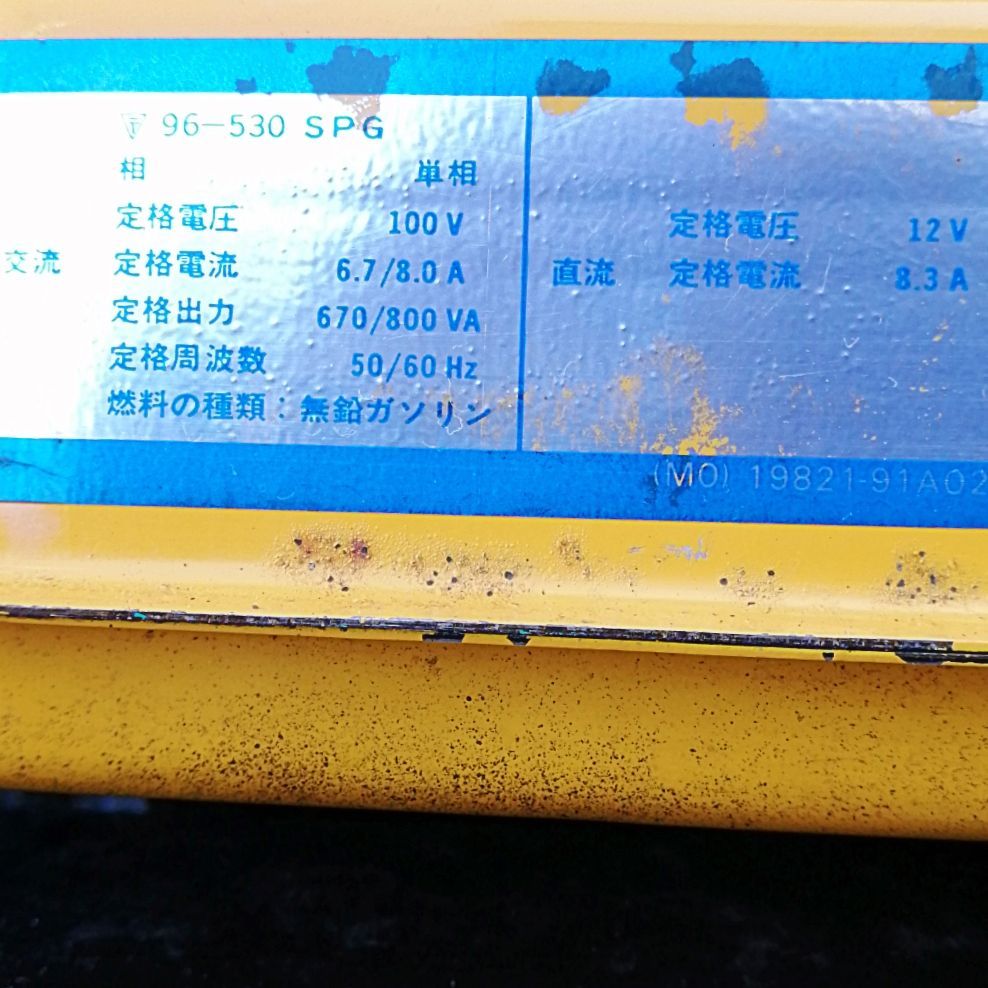 〒 96-530 SPG
相 単相
定格電圧 100 V
交流 定格電流 6.7/8.0 A
定格出力 670/800 VA
定格周波数 50/60 Hz
燃料の種類：無鉛ガソリン
定格電圧 12 V
直流 定格電流 8.3 A
(MO) 19821-91A02